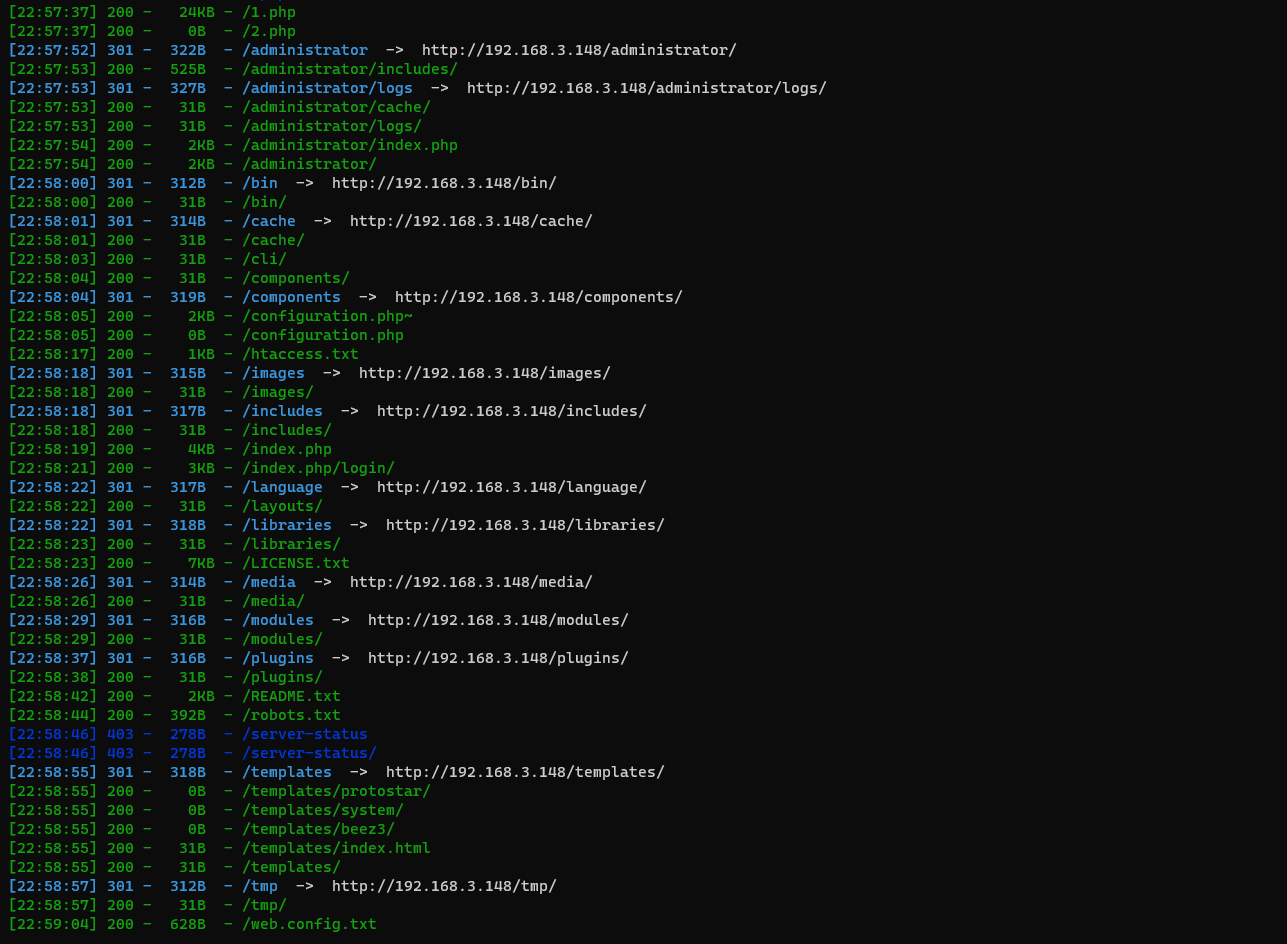 [22:57:37] 200 -   24KB - /1.php
[22:57:37] 200 -    0B  - /2.php
[22:57:52] 301 -  322B  - /administrator  ->  http://192.168.3.148/administrator/
[22:57:53] 200 -  525B  - /administrator/includes/
[22:57:53] 301 -  327B  - /administrator/logs  ->  http://192.168.3.148/administrator/logs/
[22:57:53] 200 -   31B  - /administrator/cache/
[22:57:53] 200 -   31B  - /administrator/logs/
[22:57:54] 200 -    2KB - /administrator/index.php
[22:57:54] 200 -    2KB - /administrator/
[22:58:00] 301 -  312B  - /bin  ->  http://192.168.3.148/bin/
[22:58:00] 200 -   31B  - /bin/
[22:58:01] 301 -  314B  - /cache  ->  http://192.168.3.148/cache/
[22:58:01] 200 -   31B  - /cache/
[22:58:03] 200 -   31B  - /cli/
[22:58:04] 200 -   31B  - /components/
[22:58:04] 301 -  319B  - /components  ->  http://192.168.3.148/components/
[22:58:05] 200 -    2KB - /configuration.php~
[22:58:05] 200 -    0B  - /configuration.php
[22:58:17] 200 -    1KB - /htaccess.txt
[22:58:18] 301 -  315B  - /images  ->  http://192.168.3.148/images/
[22:58:18] 200 -   31B  - /images/
[22:58:18] 301 -  317B  - /includes  ->  http://192.168.3.148/includes/
[22:58:18] 200 -   31B  - /includes/
[22:58:19] 200 -    4KB - /index.php
[22:58:21] 200 -    3KB - /index.php/login/
[22:58:22] 301 -  317B  - /language  ->  http://192.168.3.148/language/
[22:58:22] 200 -   31B  - /layouts/
[22:58:22] 301 -  318B  - /libraries  ->  http://192.168.3.148/libraries/
[22:58:23] 200 -   31B  - /libraries/
[22:58:23] 200 -    7KB - /LICENSE.txt
[22:58:26] 301 -  314B  - /media  ->  http://192.168.3.148/media/
[22:58:26] 200 -   31B  - /media/
[22:58:29] 301 -  316B  - /modules  ->  http://192.168.3.148/modules/
[22:58:29] 200 -   31B  - /modules/
[22:58:37] 301 -  316B  - /plugins  ->  http://192.168.3.148/plugins/
[22:58:38] 200 -   31B  - /plugins/
[22:58:42] 200 -    2KB - /README.txt
[22:58:44] 200 -  392B  - /robots.txt
[22:58:46] 403 -  278B  - /server-status
[22:58:46] 403 -  278B  - /server-status/
[22:58:55] 301 -  318B  - /templates  ->  http://192.168.3.148/templates/
[22:58:55] 200 -    0B  - /templates/protostar/
[22:58:55] 200 -    0B  - /templates/system/
[22:58:55] 200 -    0B  - /templates/beez3/
[22:58:55] 200 -   31B  - /templates/index.html
[22:58:55] 200 -   31B  - /templates/
[22:58:57] 301 -  312B  - /tmp  ->  http://192.168.3.148/tmp/
[22:58:57] 200 -   31B  - /tmp/
[22:59:04] 200 -  628B  - /web.config.txt